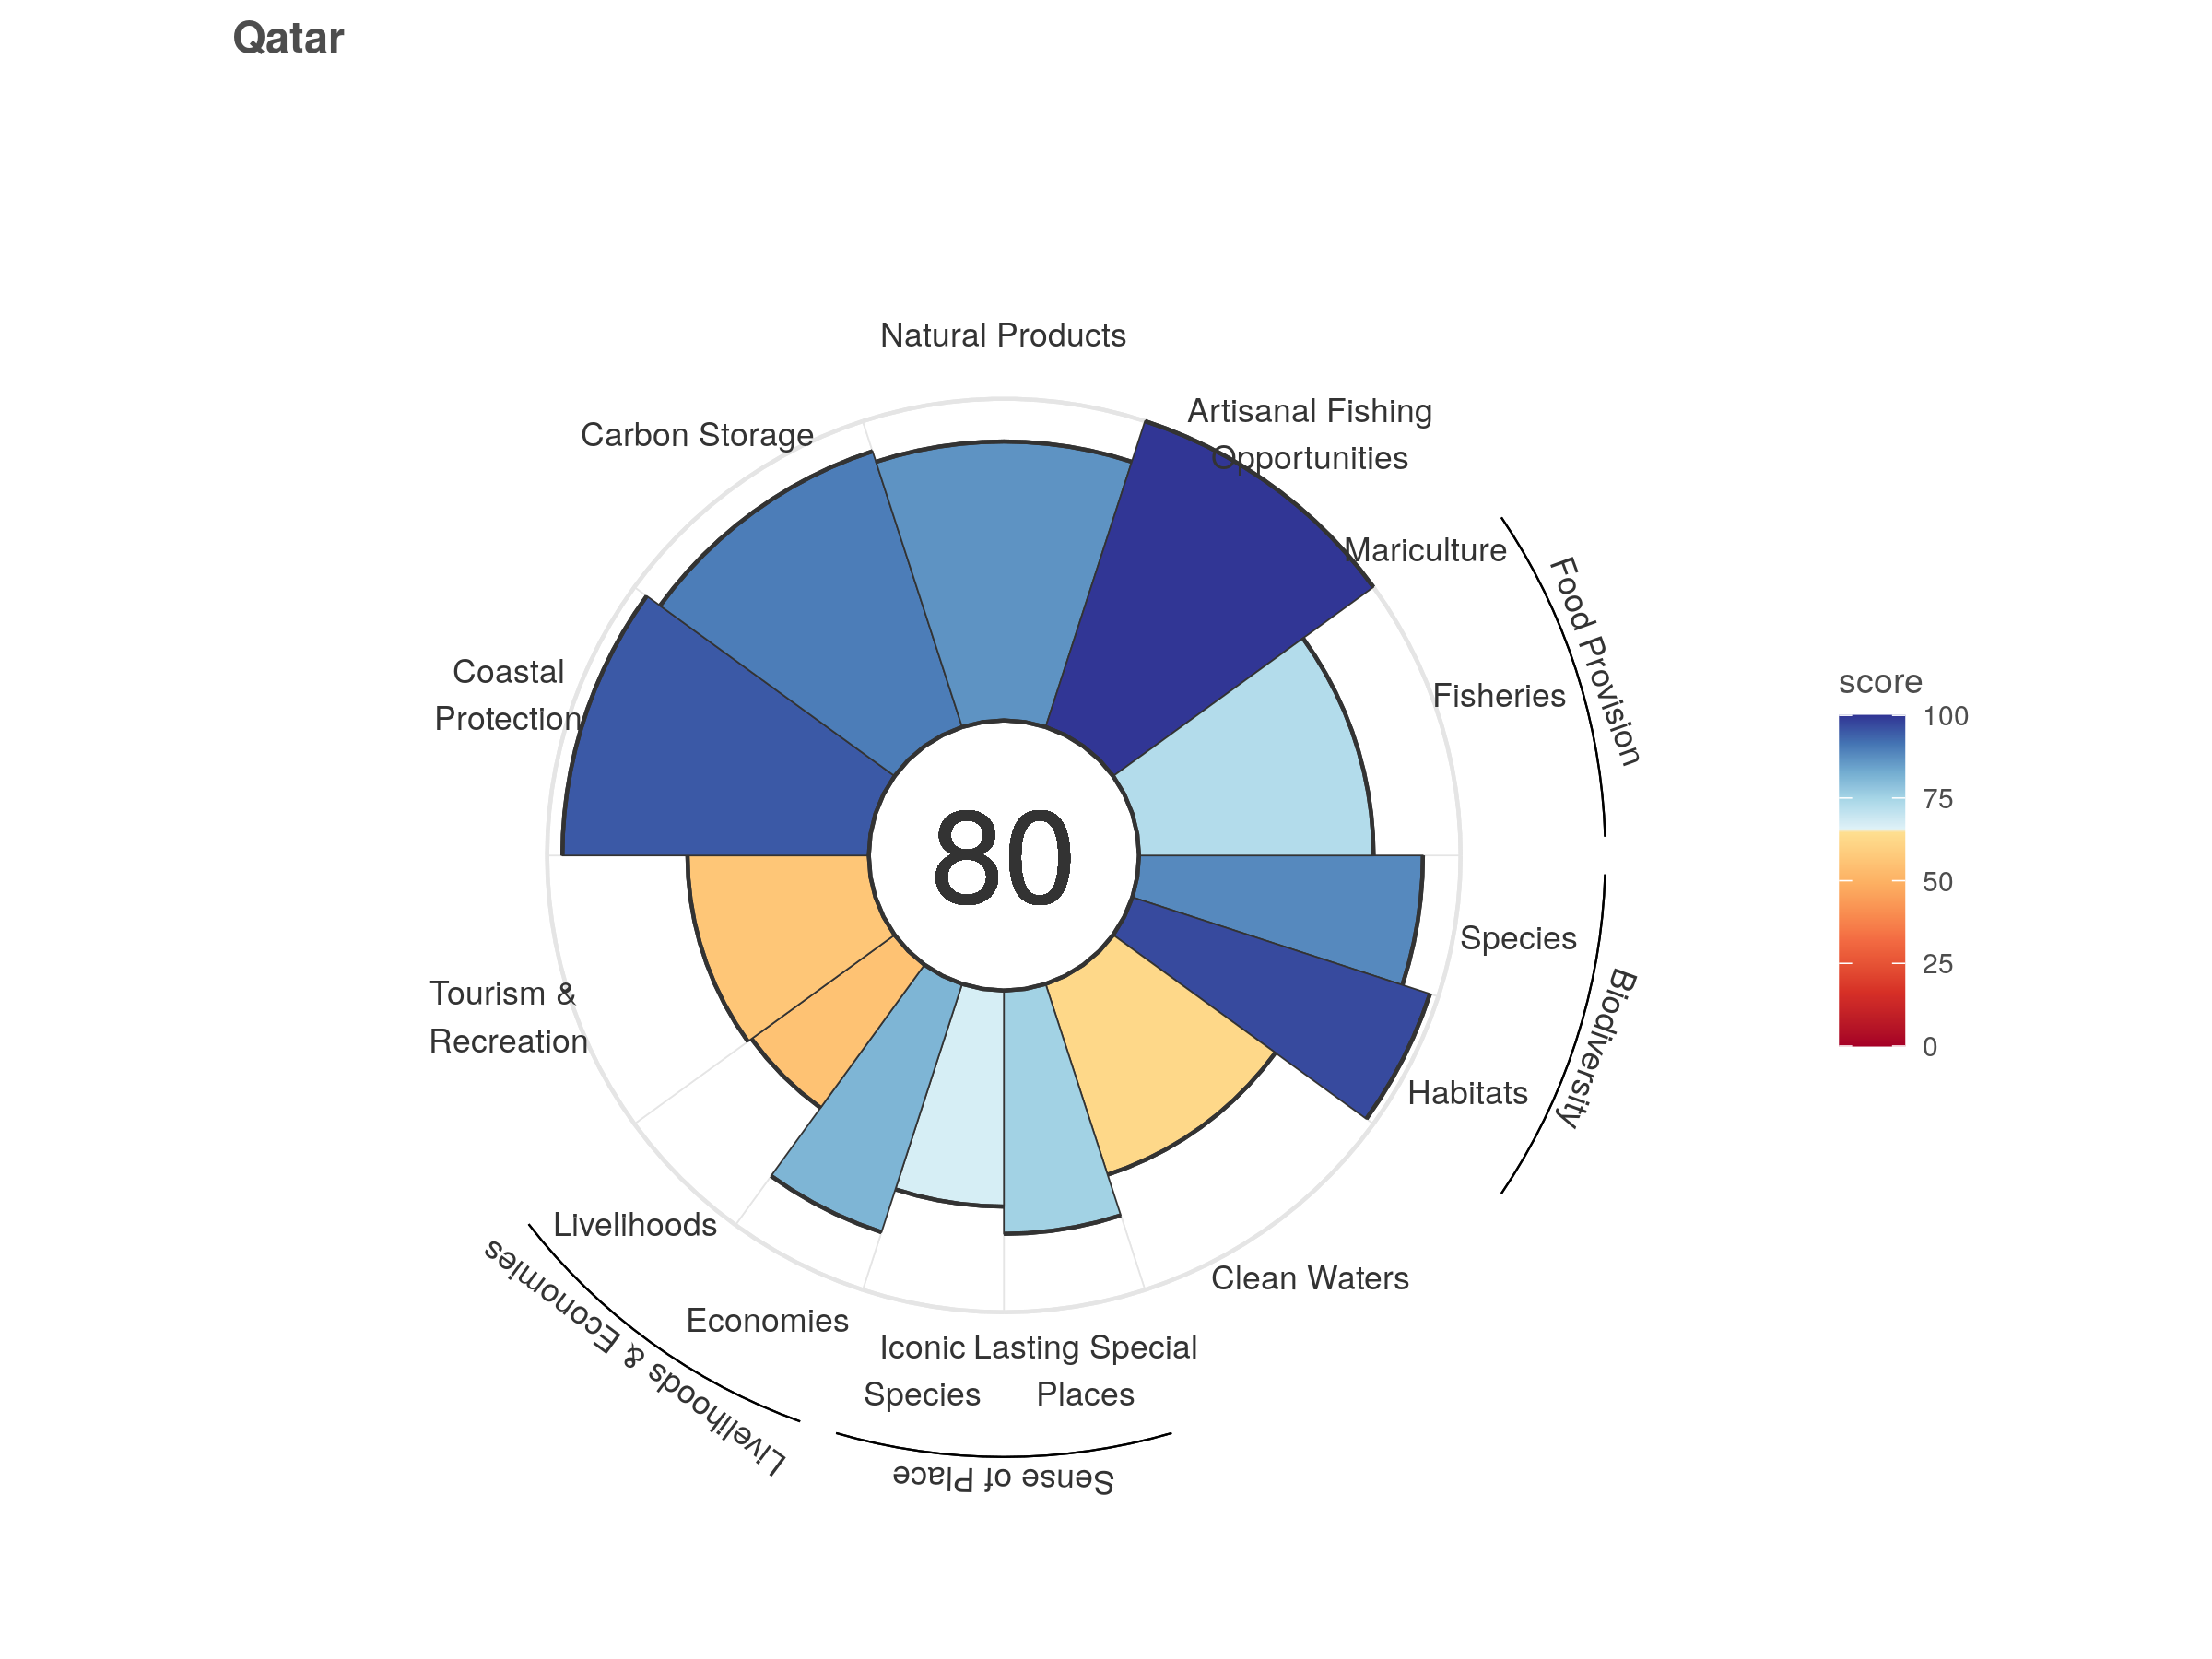 Qatar
Natural Products
Artisanal Fishing
Opportunities
Carbon Storage
Mariculture
Food Provision
Fisheries
Coastal
Protection
score
100
75
50
25
0
80
Species
Biodiversity
Habitats
Tourism &
Recreation
Livelihoods
Livelihoods & Economies
Economies
Clean Waters
Iconic
Species
Lasting Special
Places
Sense of Place